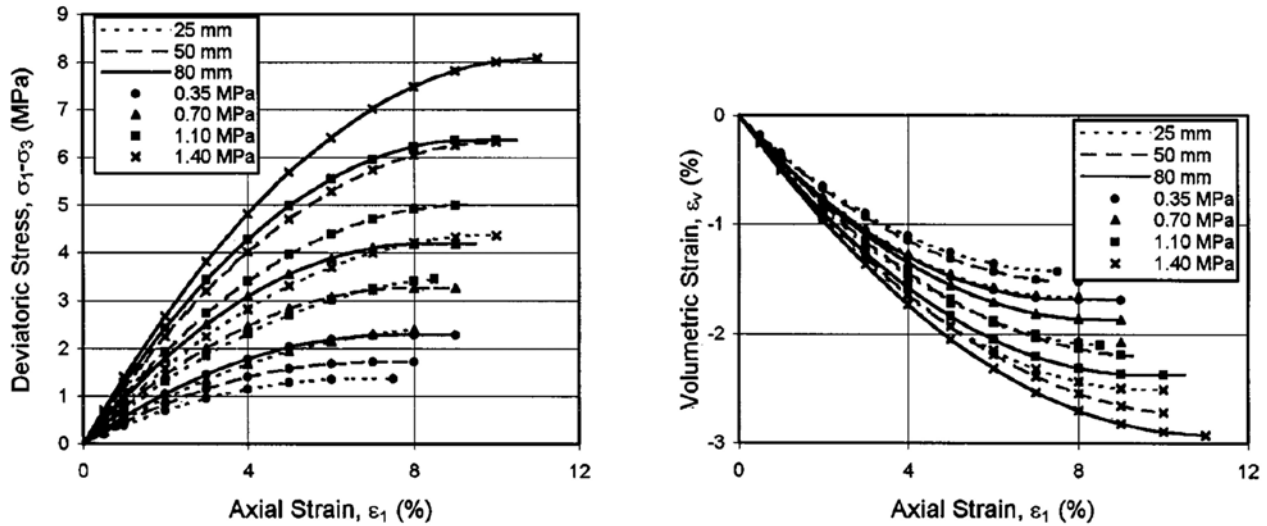 Deviatoric Stress, σ₁-σ₃ (MPa)
9
8
7
6
5
4
3
2
1
0
25 mm
50 mm
80 mm
0.35 MPa
0.70 MPa
1.10 MPa
1.40 MPa
0 4 8 12
Axial Strain, ε₁ (%)
Volumetric Strain, εᵥ (%)
0
-1
-2
-3
25 mm
50 mm
80 mm
0.35 MPa
0.70 MPa
1.10 MPa
1.40 MPa
0 4 8 12
Axial Strain, ε₁ (%)